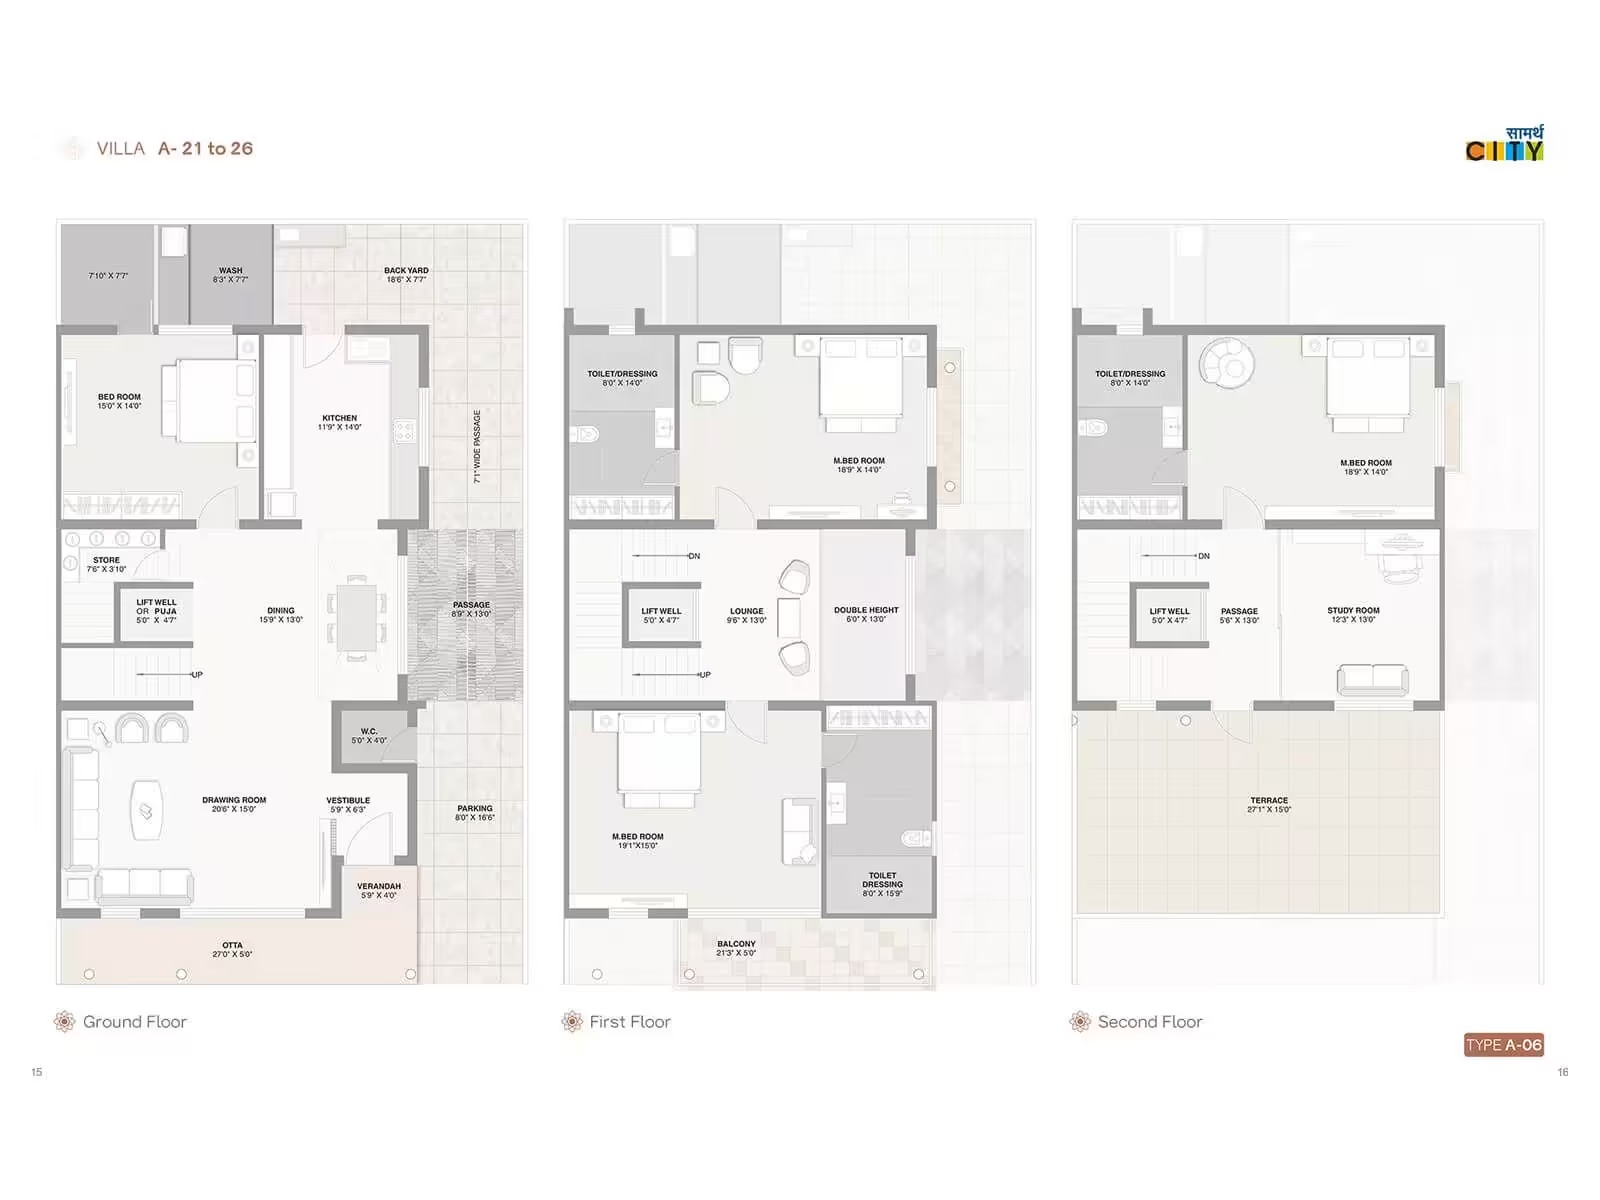 VILLA A- 21 to 26
सामर्थ
CITY
7'10" X 7'7"
WASH
8'3" X 7'7"
BACK YARD
18'6" X 7'7"
BED ROOM
15'0" X 14'0"
KITCHEN
11'9" X 14'0"
7'1" WIDE PASSAGE
STORE
7'6" X 3'10"
LIFT WELL
OR PUJA
5'0" X 4'7"
DINING
15'9" X 13'0"
PASSAGE
8'9" X 13'0"
UP
W.C.
5'0" X 4'0"
DRAWING ROOM
20'6" X 15'0"
VESTIBULE
5'9" X 6'3"
PARKING
8'0" X 16'6"
VERANDAH
5'9" X 4'0"
OTTA
27'0" X 5'0"
Ground Floor
TOILET/DRESSING
8'0" X 14'0"
M.BED ROOM
18'9" X 14'0"
DN
LIFT WELL
5'0" X 4'7"
LOUNGE
9'6" X 13'0"
DOUBLE HEIGHT
6'0" X 13'0"
UP
M.BED ROOM
19'1"X15'0"
TOILET
DRESSING
8'0" X 15'9"
BALCONY
21'3" X 5'0"
First Floor
TOILET/DRESSING
8'0" X 14'0"
M.BED ROOM
18'9" X 14'0"
DN
LIFT WELL
5'0" X 4'7"
PASSAGE
5'6" X 13'0"
STUDY ROOM
12'3" X 13'0"
TERRACE
27'1" X 15'0"
Second Floor
TYPE A-06
15
16